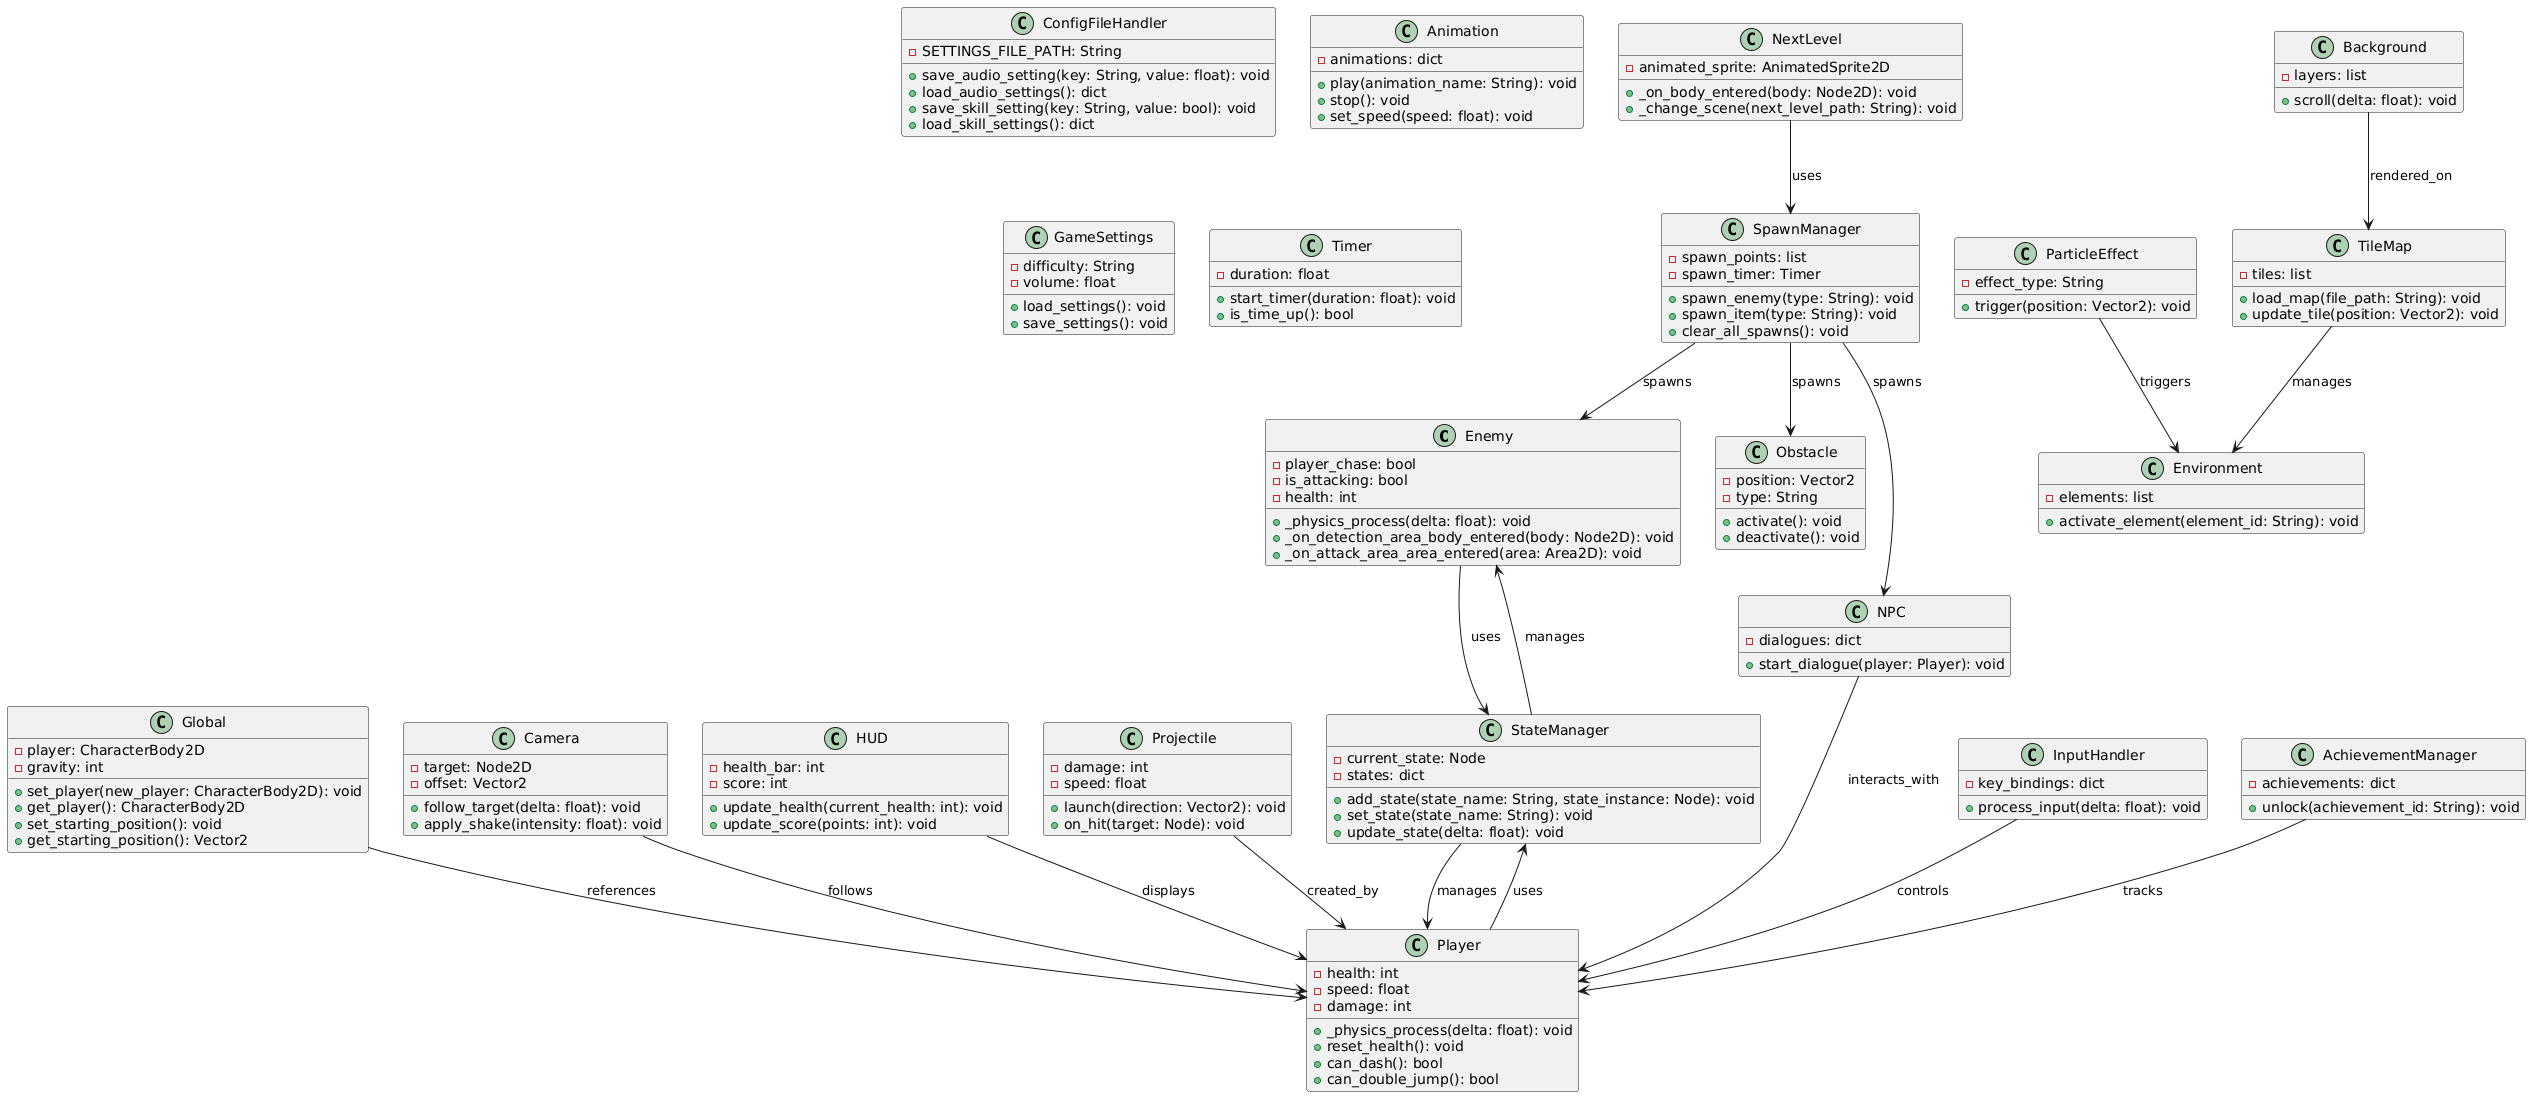 C ConfigFileHandler
SETTINGS_FILE_PATH: String
save_audio_setting(key: String, value: float): void
load_audio_settings(): dict
save_skill_setting(key: String, value: bool): void
load_skill_settings(): dict
C Animation
animations: dict
play(animation_name: String): void
stop(): void
set_speed(speed: float): void
C NextLevel
animated_sprite: AnimatedSprite2D
_on_body_entered(body: Node2D): void
_change_scene(next_level_path: String): void
C Background
layers: list
scroll(delta: float): void
uses
rendered_on
C GameSettings
difficulty: String
volume: float
load_settings(): void
save_settings(): void
C Timer
duration: float
start_timer(duration: float): void
is_time_up(): bool
C SpawnManager
spawn_points: list
spawn_timer: Timer
spawn_enemy(type: String): void
spawn_item(type: String): void
clear_all_spawns(): void
C ParticleEffect
effect_type: String
trigger(position: Vector2): void
C TileMap
tiles: list
load_map(file_path: String): void
update_tile(position: Vector2): void
spawns
spawns
spawns
triggers
manages
C Enemy
player_chase: bool
is_attacking: bool
health: int
_physics_process(delta: float): void
_on_detection_area_body_entered(body: Node2D): void
_on_attack_area_area_entered(area: Area2D): void
C Obstacle
position: Vector2
type: String
activate(): void
deactivate(): void
C Environment
elements: list
activate_element(element_id: String): void
uses
manages
C NPC
dialogues: dict
start_dialogue(player: Player): void
C Global
player: CharacterBody2D
gravity: int
set_player(new_player: CharacterBody2D): void
get_player(): CharacterBody2D
set_starting_position(): void
get_starting_position(): Vector2
C Camera
target: Node2D
offset: Vector2
follow_target(delta: float): void
apply_shake(intensity: float): void
C HUD
health_bar: int
score: int
update_health(current_health: int): void
update_score(points: int): void
C Projectile
damage: int
speed: float
launch(direction: Vector2): void
on_hit(target: Node): void
C StateManager
current_state: Node
states: dict
add_state(state_name: String, state_instance: Node): void
set_state(state_name: String): void
update_state(delta: float): void
interacts_with
C InputHandler
key_bindings: dict
process_input(delta: float): void
C AchievementManager
achievements: dict
unlock(achievement_id: String): void
references
follows
displays
created_by
manages
uses
controls
tracks
C Player
health: int
speed: float
damage: int
_physics_process(delta: float): void
reset_health(): void
can_dash(): bool
can_double_jump(): bool